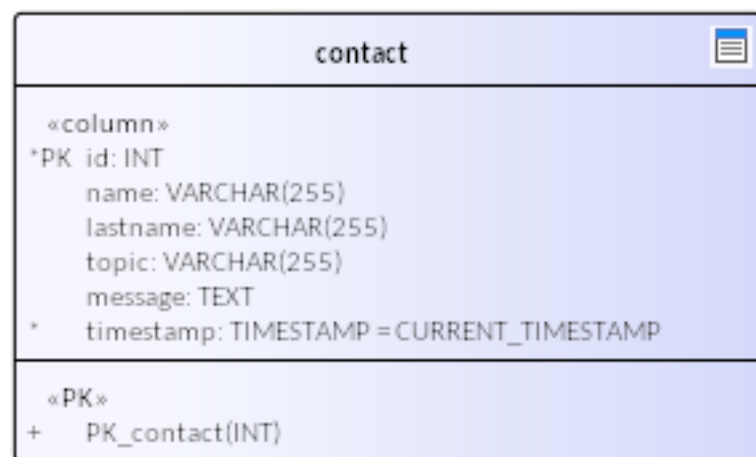 contact
«column»
*PK id: INT
name: VARCHAR(255)
lastname: VARCHAR(255)
topic: VARCHAR(255)
message: TEXT
* timestamp: TIMESTAMP = CURRENT_TIMESTAMP
«PK»
+ PK_contact(INT)